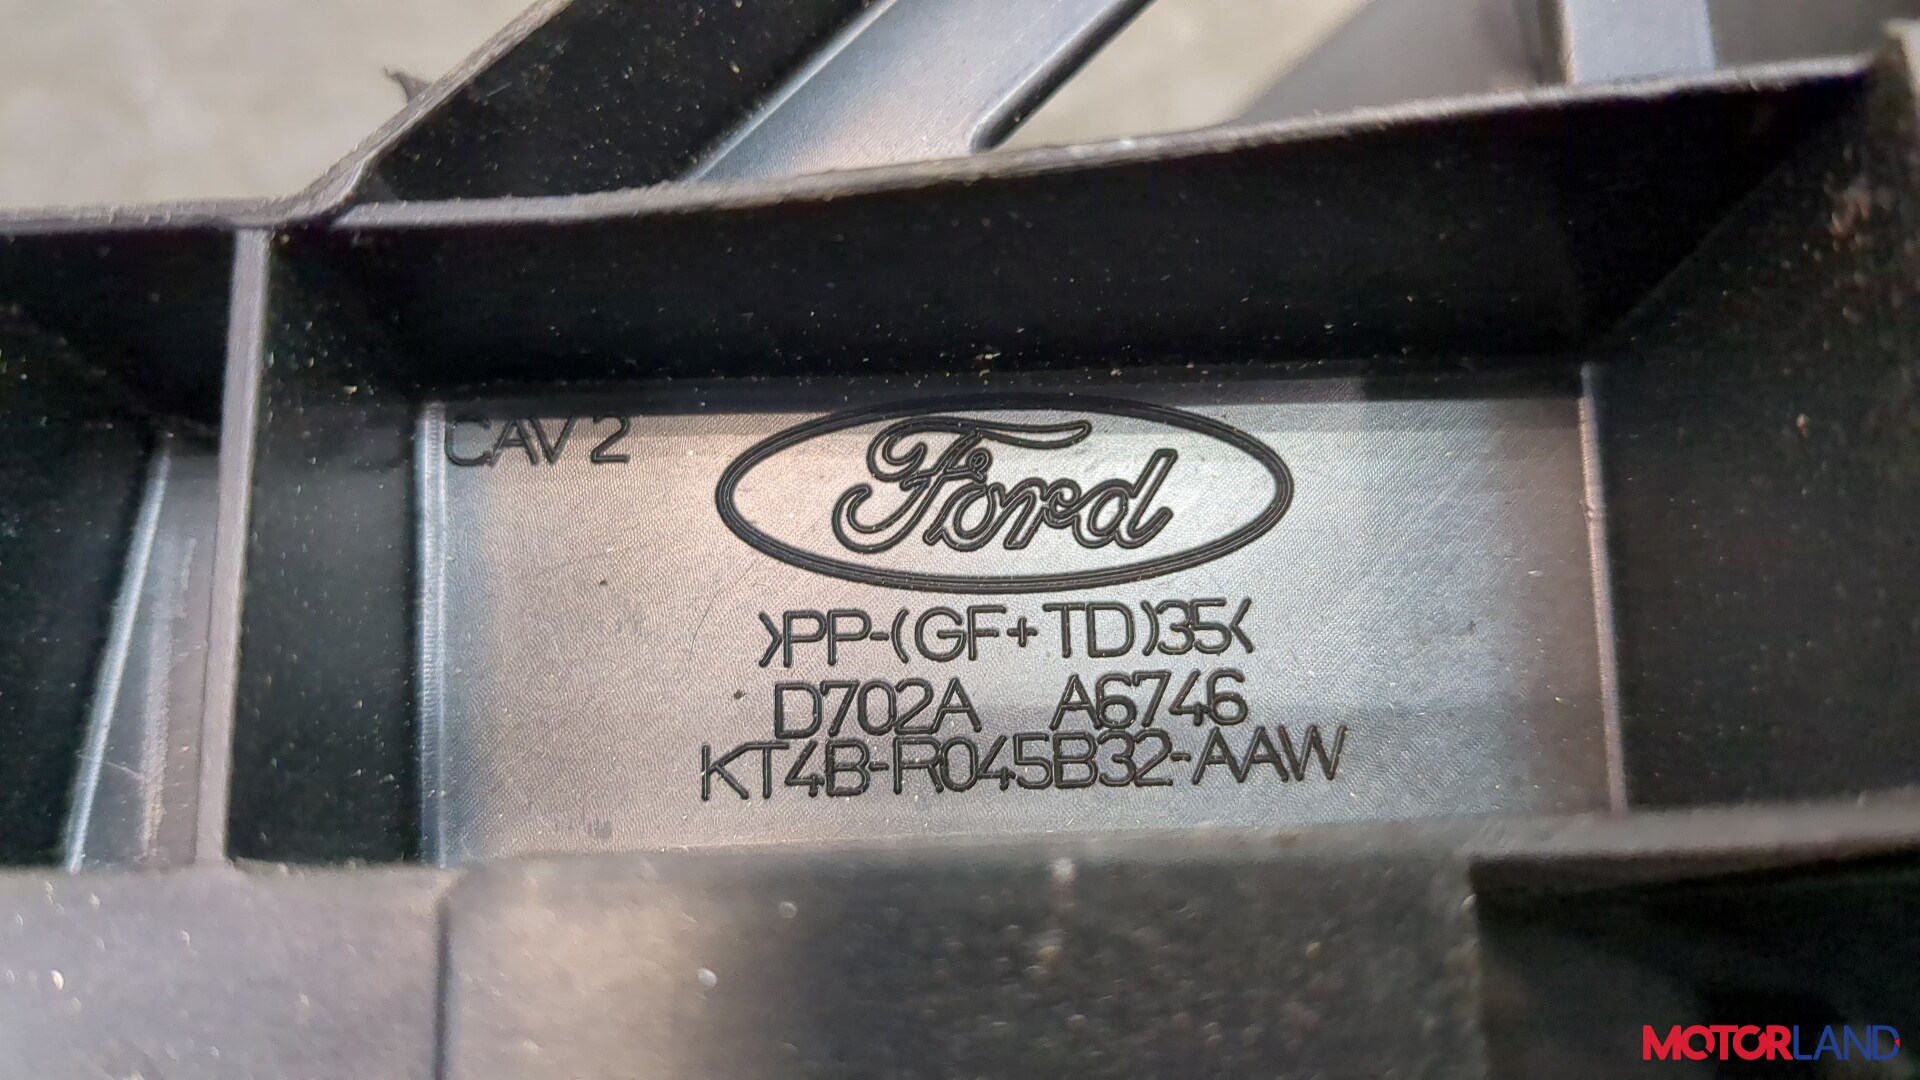 CAV 2
Ford
>PP-(GF+TD)35<
D702A A6746
KT4B-R045B32-AAW
MOTORLAND